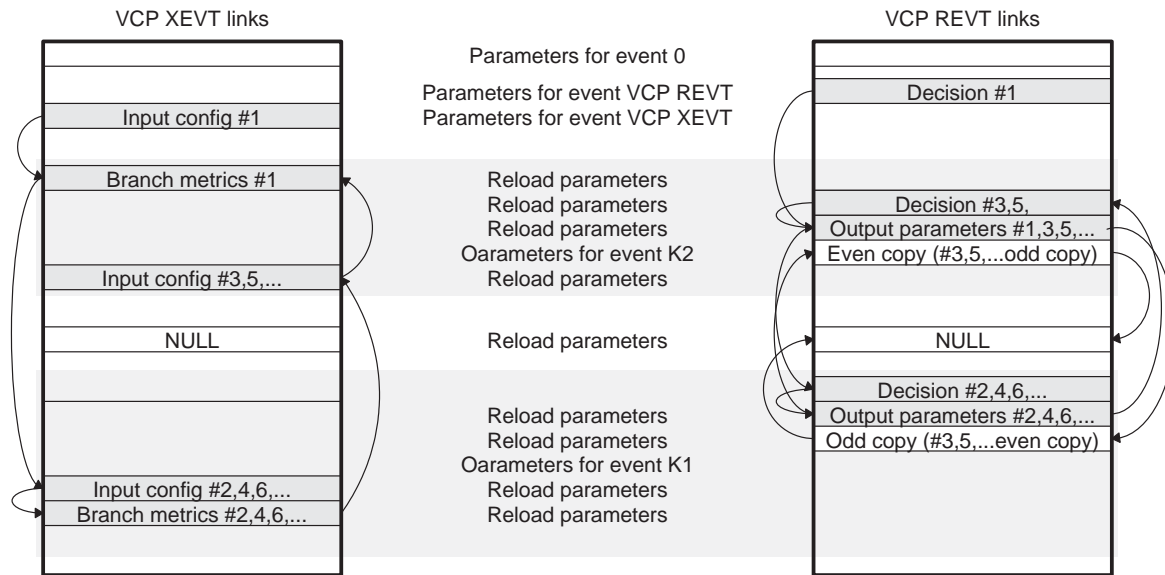 VCP XEVT links
VCP REVT links
Parameters for event 0
Parameters for event VCP REVT
Decision #1
Input config #1
Parameters for event VCP XEVT
Branch metrics #1
Reload parameters
Reload parameters
Decision #3,5,
Reload parameters
Output parameters #1,3,5,...
Oarameters for event K2
Even copy (#3,5,...odd copy)
Input config #3,5,...
Reload parameters
NULL
Reload parameters
NULL
Decision #2,4,6,...
Reload parameters
Output parameters #2,4,6,...
Reload parameters
Odd copy (#3,5,...even copy)
Oarameters for event K1
Input config #2,4,6,...
Reload parameters
Branch metrics #2,4,6,...
Reload parameters